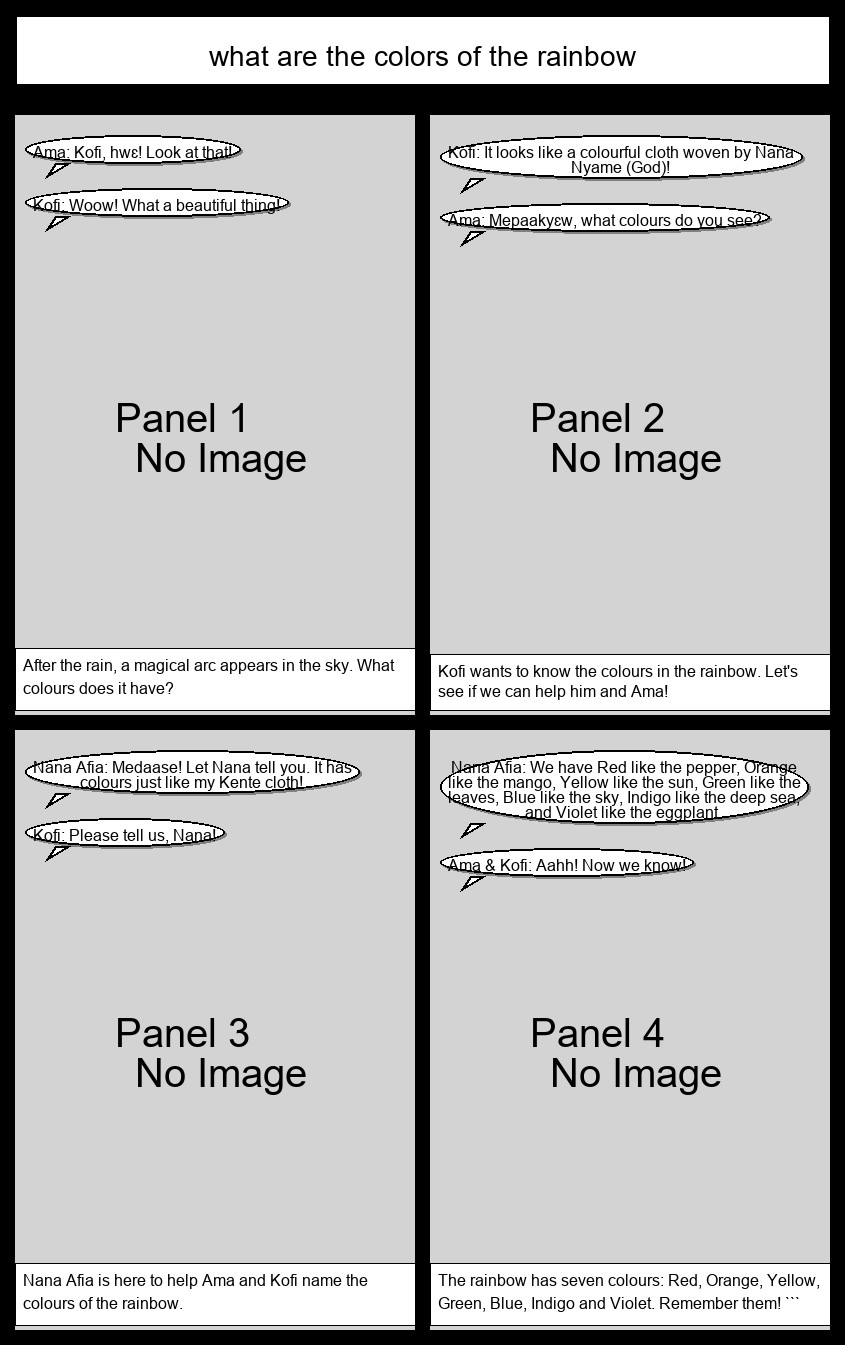 what are the colors of the rainbow
Ama: Kofi, hwɛ! Look at that!
Kofi: Woow! What a beautiful thing!
Panel 1
No Image
After the rain, a magical arc appears in the sky. What
colours does it have?
Kofi: It looks like a colourful cloth woven by Nana
Nyame (God)!
Ama: Mepaakyɛw, what colours do you see?
Panel 2
No Image
Kofi wants to know the colours in the rainbow. Let's
see if we can help him and Ama!
Nana Afia: Medaase! Let Nana tell you. It has
colours just like my Kente cloth!
Kofi: Please tell us, Nana!
Panel 3
No Image
Nana Afia is here to help Ama and Kofi name the
colours of the rainbow.
Nana Afia: We have Red like the pepper, Orange
like the mango, Yellow like the sun, Green like the
leaves, Blue like the sky, Indigo like the deep sea,
and Violet like the eggplant.
Ama & Kofi: Aahh! Now we know!
Panel 4
No Image
The rainbow has seven colours: Red, Orange, Yellow,
Green, Blue, Indigo and Violet. Remember them! ```